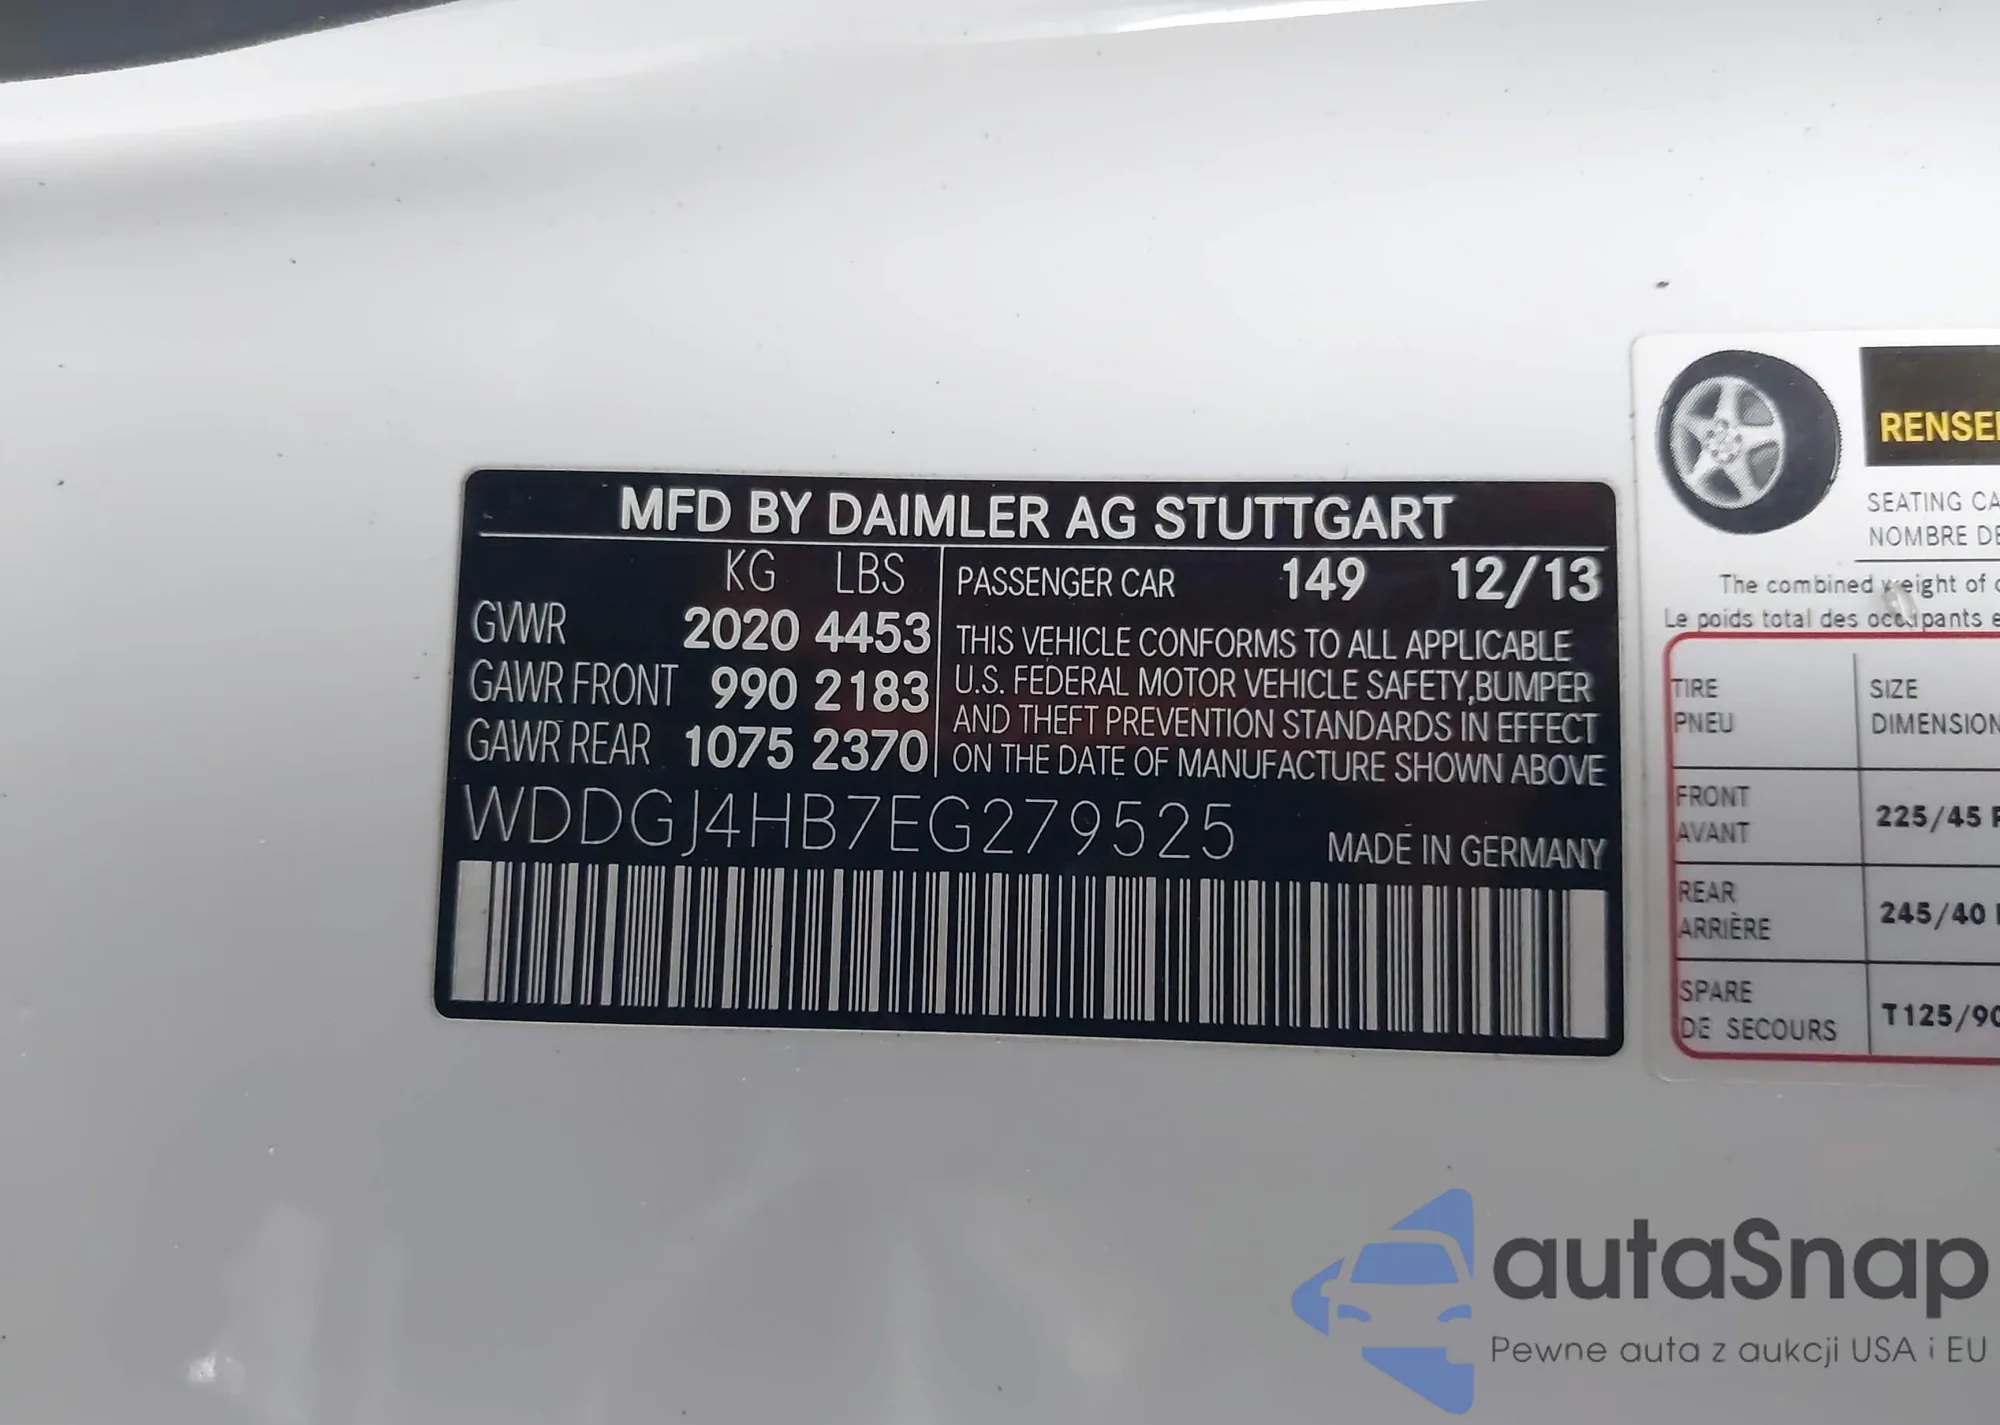 MFD BY DAIMLER AG STUTTGART
KG LBS
GVWR 2020 4453
GAWR FRONT 990 2183
GAWR REAR 1075 2370
PASSENGER CAR 149 12/13
THIS VEHICLE CONFORMS TO ALL APPLICABLE
U.S. FEDERAL MOTOR VEHICLE SAFETY, BUMPER
AND THEFT PREVENTION STANDARDS IN EFFECT
ON THE DATE OF MANUFACTURE SHOWN ABOVE
WDDGJ4HB7EG279525
MADE IN GERMANY
SEATING
NOMBRE
The combined weight of
Le poids total des occupants
TIRE SIZE
PNEU DIMENSION
FRONT
AVANT
225/45
REAR
ARRIÈRE
245/40
SPARE
DE SECOURS
T125/90
autaSnap
Pewne auta z aukcji USA i EU